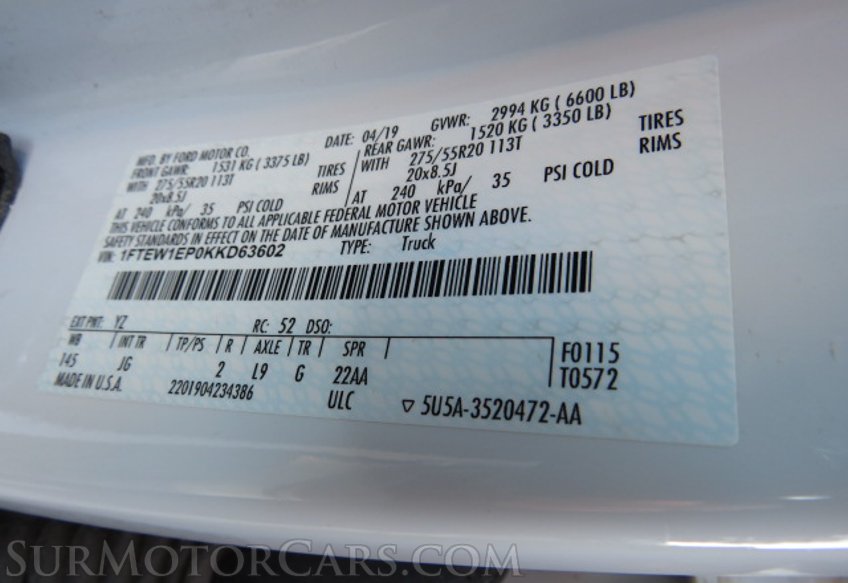 MFD. BY FORD MOTOR CO.
DATE: 04/19 GVWR: 2994 KG ( 6600 LB)
FRONT GAWR: 1531 KG ( 3375 LB) REAR GAWR: 1520 KG ( 3350 LB)
WITH 275/55R20 113T TIRES WITH 275/55R20 113T TIRES
20x8.5J RIMS 20x8.5J RIMS
AT 240 kPa/ 35 PSI COLD AT 240 kPa/ 35 PSI COLD
THIS VEHICLE CONFORMS TO ALL APPLICABLE FEDERAL MOTOR VEHICLE
SAFETY STANDARDS IN EFFECT ON THE DATE OF MANUFACTURE SHOWN ABOVE.
VIN: 1FTEW1EP0KKD63602 TYPE: Truck
EXT PNT: YZ RC: 52 DSO:
WB INT TR TP/PS R AXLE TR SPR F0115
145 JG 2 L9 G 22AA T0572
MADE IN U.S.A. 2201904234386 ULC ▽ 5U5A-3520472-AA
SurMotorCars.com